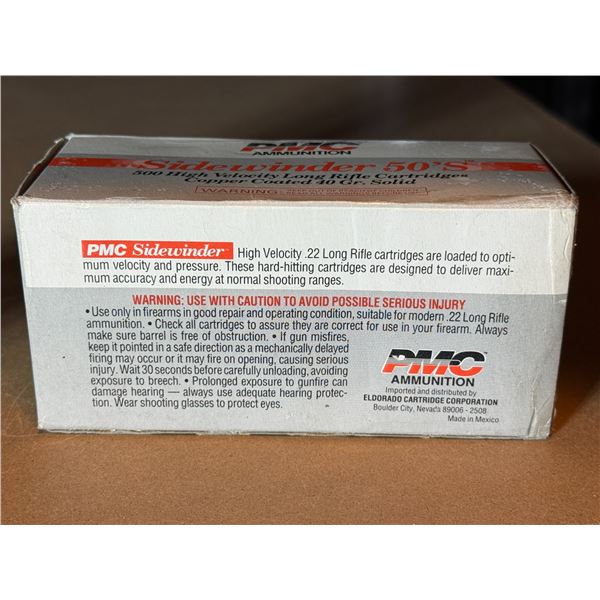 PMC
AMMUNITION
Sidewinder 50'S
500 High Velocity Long Rifle Cartridges
Copper Coated 40 Gr. Solid
WARNING:
PMC Sidewinder™ High Velocity .22 Long Rifle cartridges are loaded to opti-
mum velocity and pressure. These hard-hitting cartridges are designed to deliver maxi-
mum accuracy and energy at normal shooting ranges.
WARNING: USE WITH CAUTION TO AVOID POSSIBLE SERIOUS INJURY
• Use only in firearms in good repair and operating condition, suitable for modern .22 Long Rifle
ammunition. • Check all cartridges to assure they are correct for use in your firearm. Always
make sure barrel is free of obstruction. • If gun misfires,
keep it pointed in a safe direction as a mechanically delayed
firing may occur or it may fire on opening, causing serious
injury. Wait 30 seconds before carefully unloading, avoiding
exposure to breech. • Prolonged exposure to gunfire can
damage hearing — always use adequate hearing protec-
tion. Wear shooting glasses to protect eyes.
PMC
AMMUNITION
Imported and distributed by
ELDORADO CARTRIDGE CORPORATION
Boulder City, Nevada 89006 - 2508
Made in Mexico